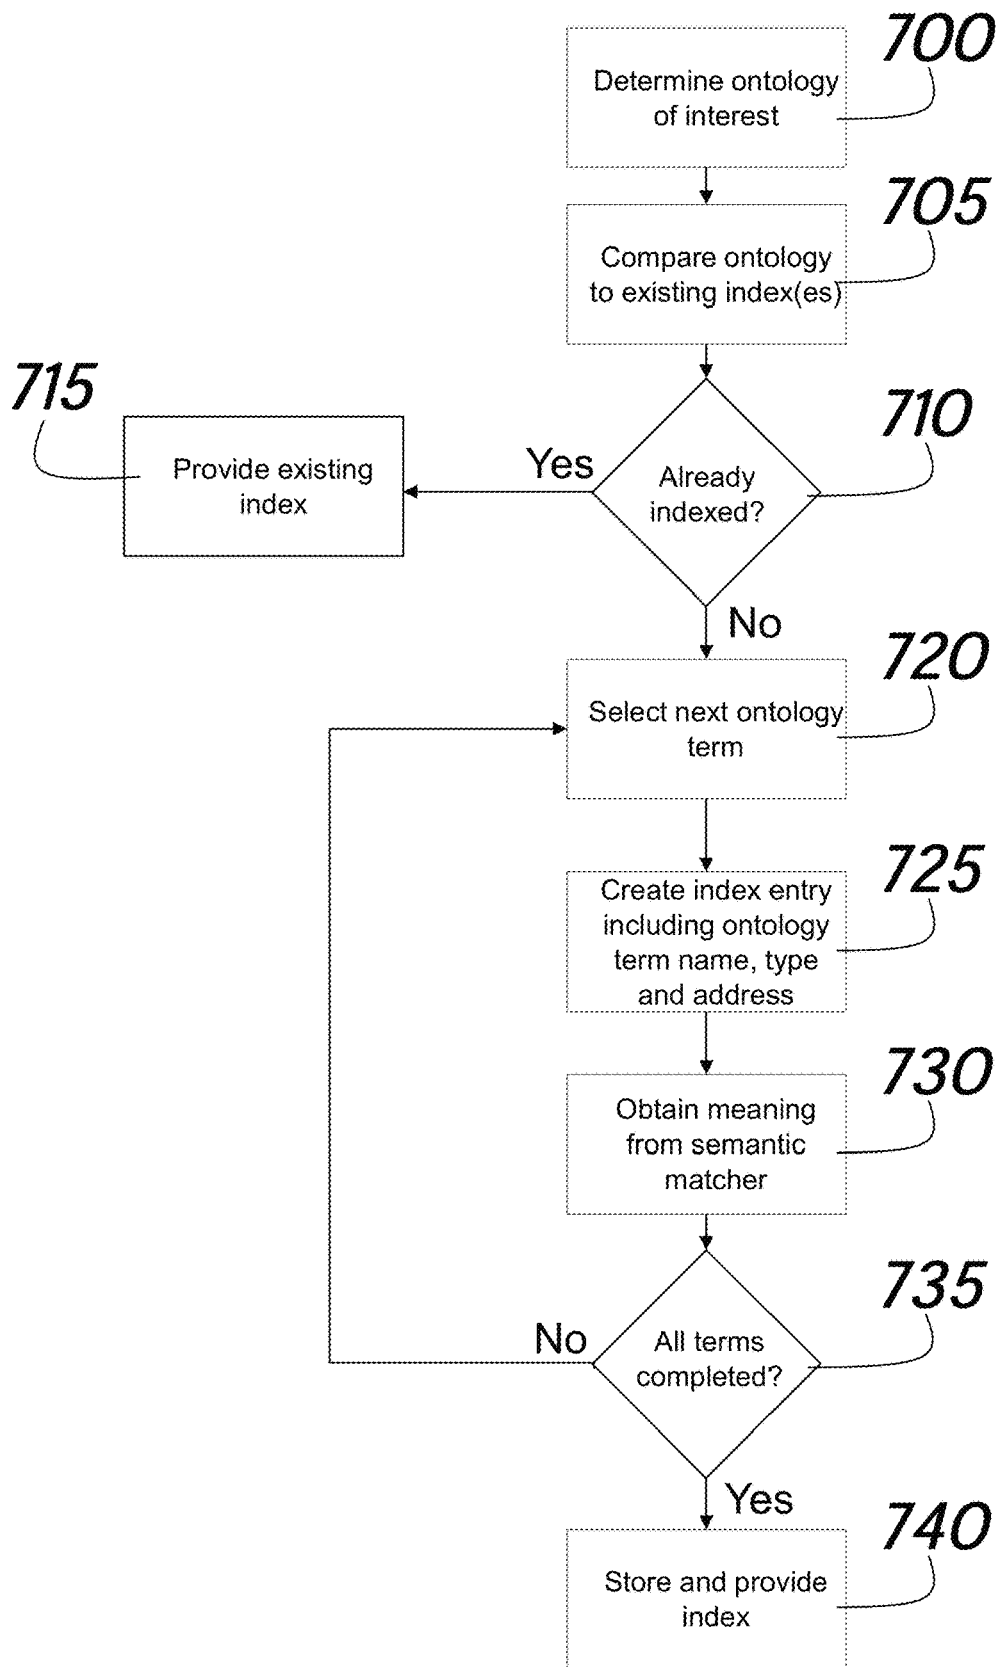 700
Determine ontology
of interest
705
Compare ontology
to existing index(es)
710
715
Already
indexed?
Yes
Provide existing
index
No
720
Select next ontology
term
725
Create index entry
including ontology
term name, type
and address
730
Obtain meaning
from semantic
matcher
735
All terms
completed?
No
Yes
740
Store and provide
index